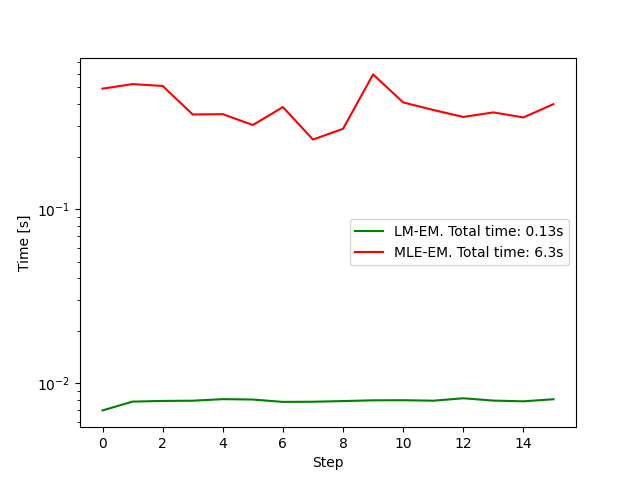 Time [s]
10⁻¹
10⁻²
LM-EM. Total time: 0.13s
MLE-EM. Total time: 6.3s
0 2 4 6 8 10 12 14
Step